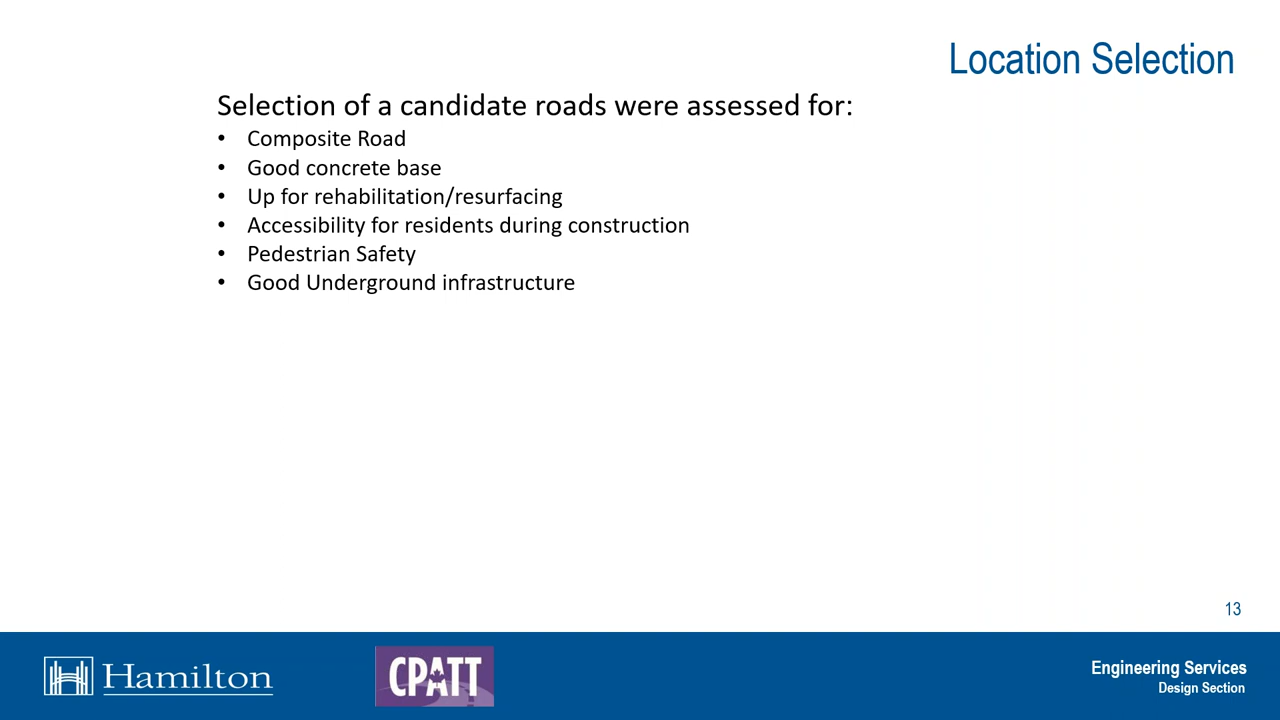 Location Selection
Selection of a candidate roads were assessed for:
• Composite Road
• Good concrete base
• Up for rehabilitation/resurfacing
• Accessibility for residents during construction
• Pedestrian Safety
• Good Underground infrastructure
13
Hamilton
CPATT
Engineering Services
Design Section